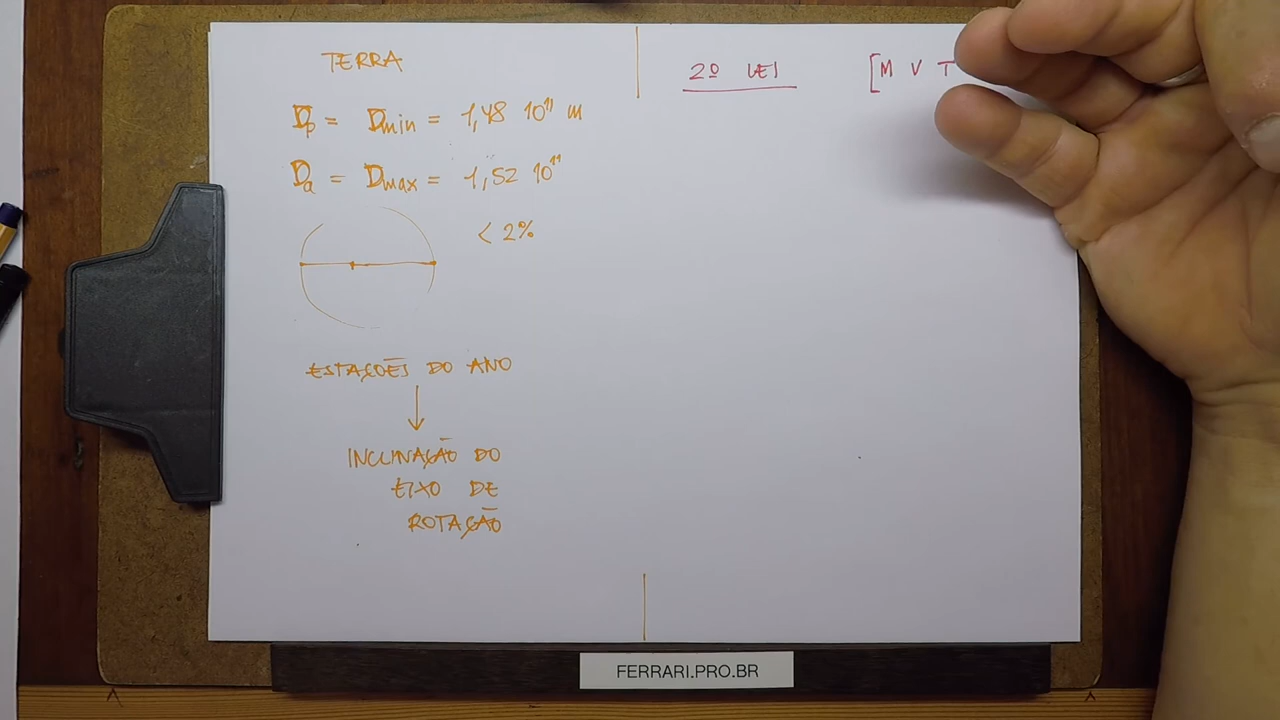 TERRA
Dp = Dmin = 1,48 10¹¹ m
Da = Dmax = 1,52 10¹¹
< 2%
ESTAÇÕES DO ANO
INCLINAÇÃO DO
EIXO DE
ROTAÇÃO
2º LEI [M V T
FERRARI.PRO.BR